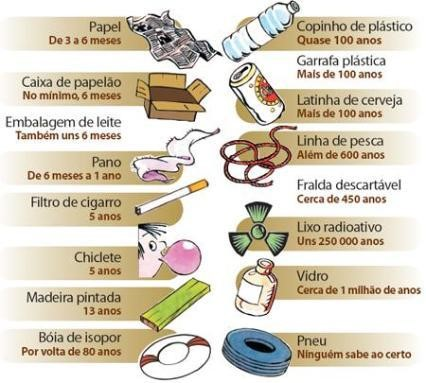 Papel
De 3 a 6 meses
Caixa de papelão
No mínimo, 6 meses
Embalagem de leite
Também uns 6 meses
Pano
De 6 meses a 1 ano
Filtro de cigarro
5 anos
Chiclete
5 anos
Madeira pintada
13 anos
Bóia de isopor
Por volta de 80 anos
Copinho de plástico
Quase 100 anos
Garrafa plástica
Mais de 100 anos
Latinha de cerveja
Mais de 100 anos
Linha de pesca
Além de 600 anos
Fralda descartável
Cerca de 450 anos
Lixo radioativo
Uns 250 000 anos
Vidro
Cerca de 1 milhão de anos
Pneu
Ninguém sabe ao certo